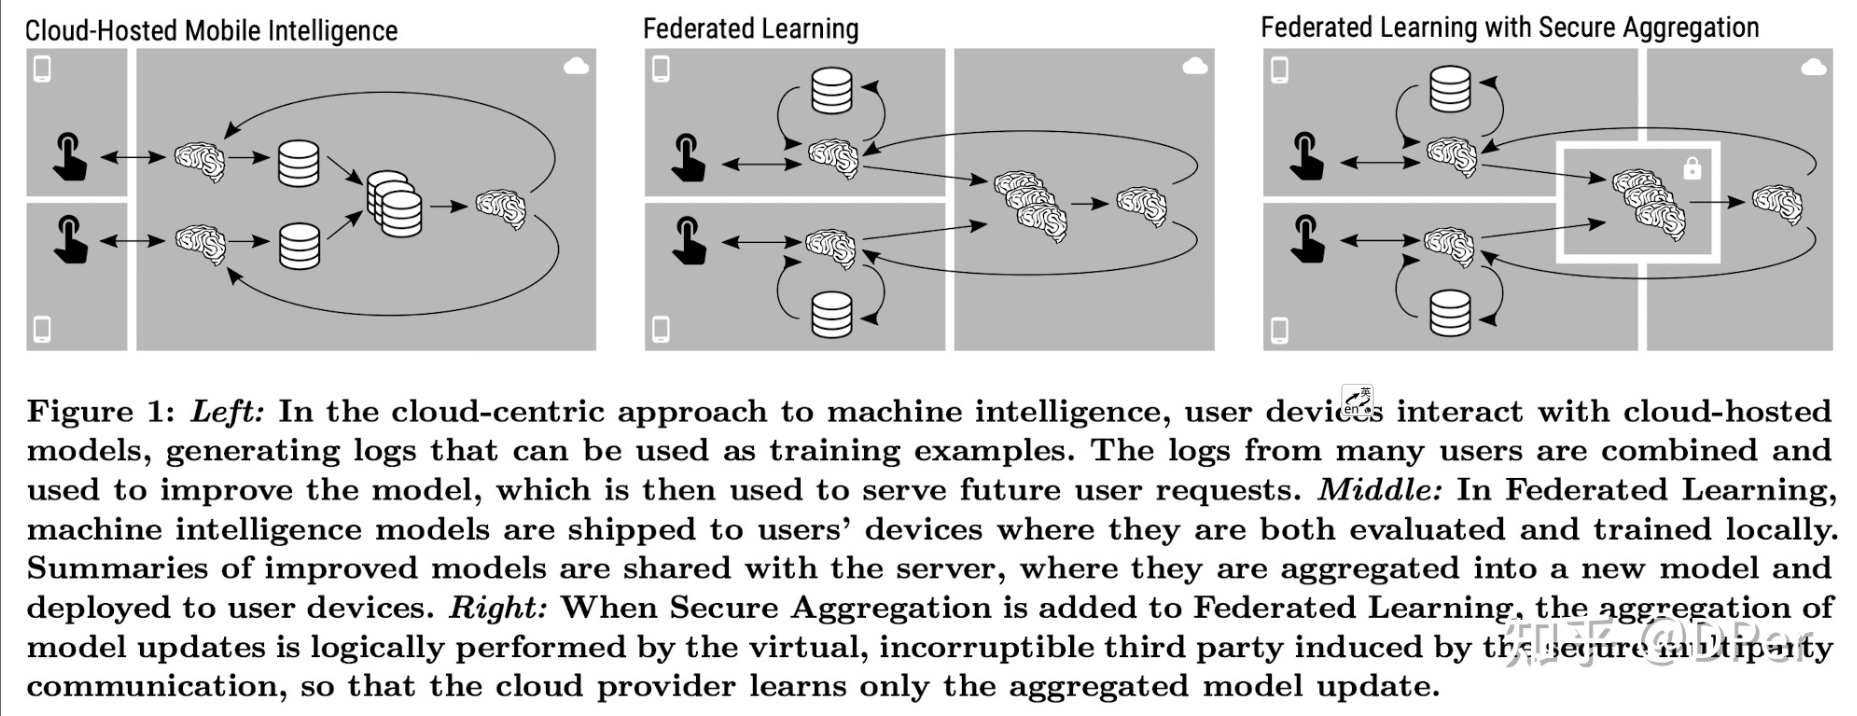 Cloud-Hosted Mobile Intelligence
Federated Learning
Federated Learning with Secure Aggregation
Figure 1: Left: In the cloud-centric approach to machine intelligence, user devices interact with cloud-hosted
models, generating logs that can be used as training examples. The logs from many users are combined and
used to improve the model, which is then used to serve future user requests. Middle: In Federated Learning,
machine intelligence models are shipped to users' devices where they are both evaluated and trained locally.
Summaries of improved models are shared with the server, where they are aggregated into a new model and
deployed to user devices. Right: When Secure Aggregation is added to Federated Learning, the aggregation of
model updates is logically performed by the virtual, incorruptible third party induced by the secure multiparty
communication, so that the cloud provider learns only the aggregated model update.
英
en
知乎 @DPer